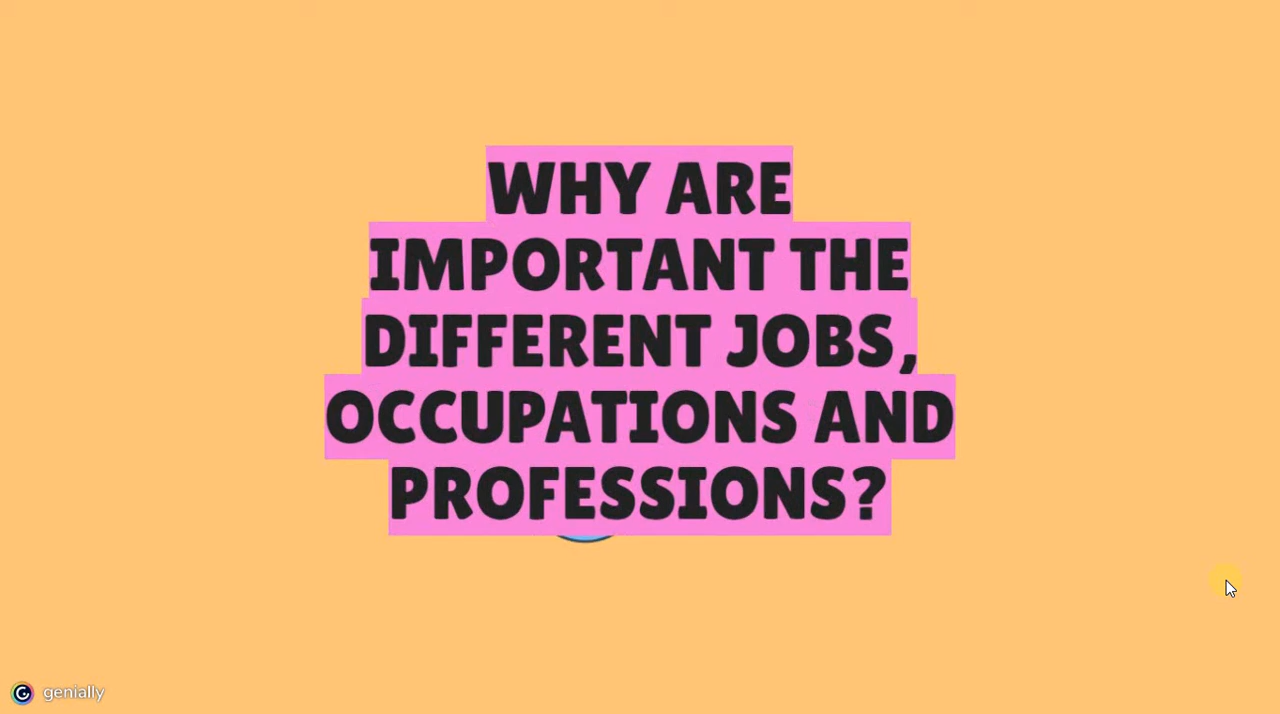 WHY ARE
IMPORTANT THE
DIFFERENT JOBS,
OCCUPATIONS AND
PROFESSIONS?
genially